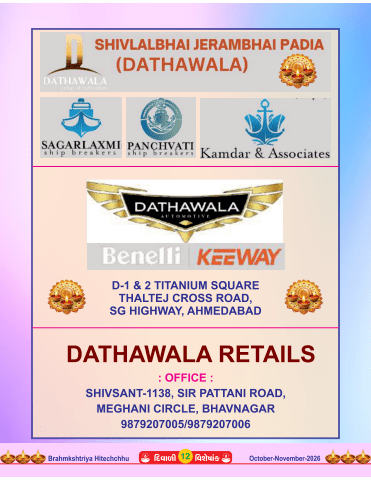 SHIVLALBHAI JERAMBHAI PADIA
(DATHAWALA)
DATHAWALA
SAGARLAXMI
ship breakers
PANCHVATI
ship breakers
Kamdar & Associates
DATHAWALA
AUTOMOTIVE
Benelli KEEWAY
D-1 & 2 TITANIUM SQUARE
THALTEJ CROSS ROAD,
SG HIGHWAY, AHMEDABAD
DATHAWALA RETAILS
: OFFICE :
SHIVSANT-1138, SIR PATTANI ROAD,
MEGHANI CIRCLE, BHAVNAGAR
9879207005/9879207006
Brahmkshtriya Hitechchhu દિવાળી 12 વિશેષાંક October-November-2026